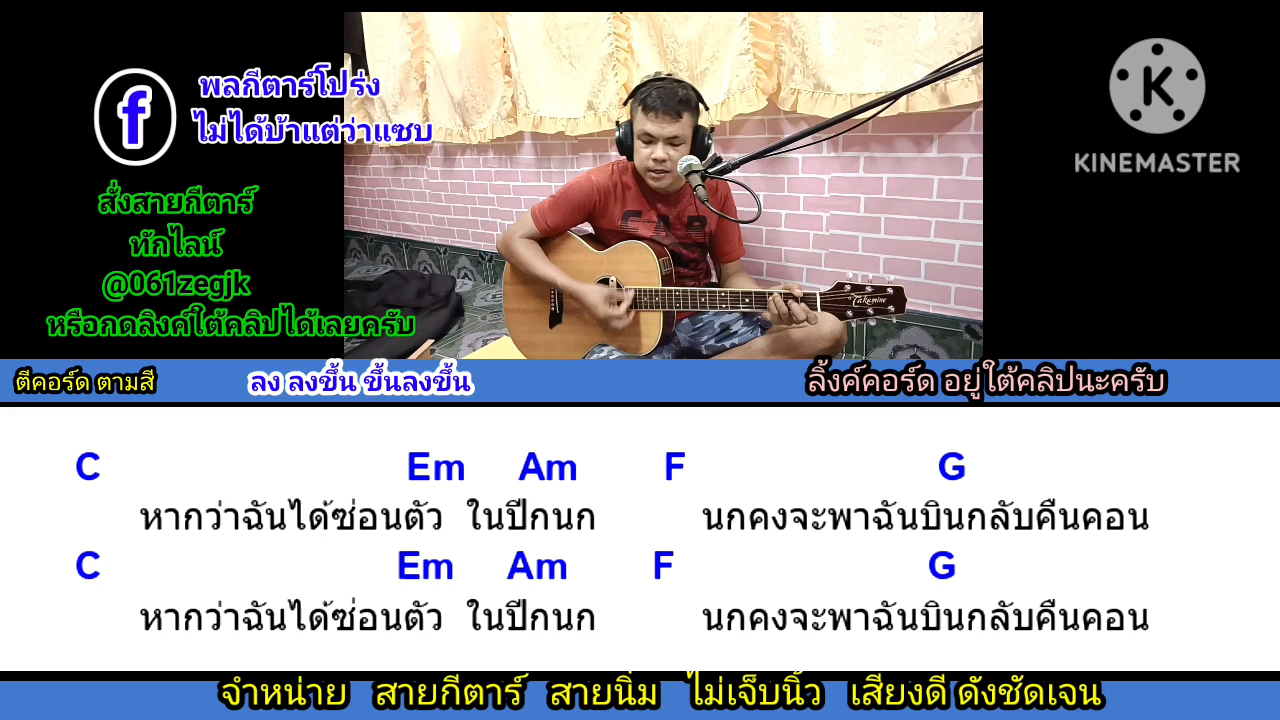 พลกีตาร์โปร่ง
ไม่ได้บ้าแต่ว่าแซบ
f
K
KINEMASTER
สั่งสายกีตาร์
ทักไลน์
@061zegjk
หรือกดลิงค์ใต้คลิปได้เลยครับ
Takamine
ตีคอร์ด ตามสี
ลง ลงขึ้น ขึ้นลงขึ้น
ลิ้งค์คอร์ด อยู่ใต้คลิปนะครับ
C Em Am F G
หากว่าฉันได้ซ่อนตัว ในปีกนก นกคงจะพาฉันบินกลับคืนคอน
C Em Am F G
หากว่าฉันได้ซ่อนตัว ในปีกนก นกคงจะพาฉันบินกลับคืนคอน
จำหน่าย สายกีตาร์ สายนิ่ม ไม่เจ็บนิ้ว เสียงดี ดังชัดเจน